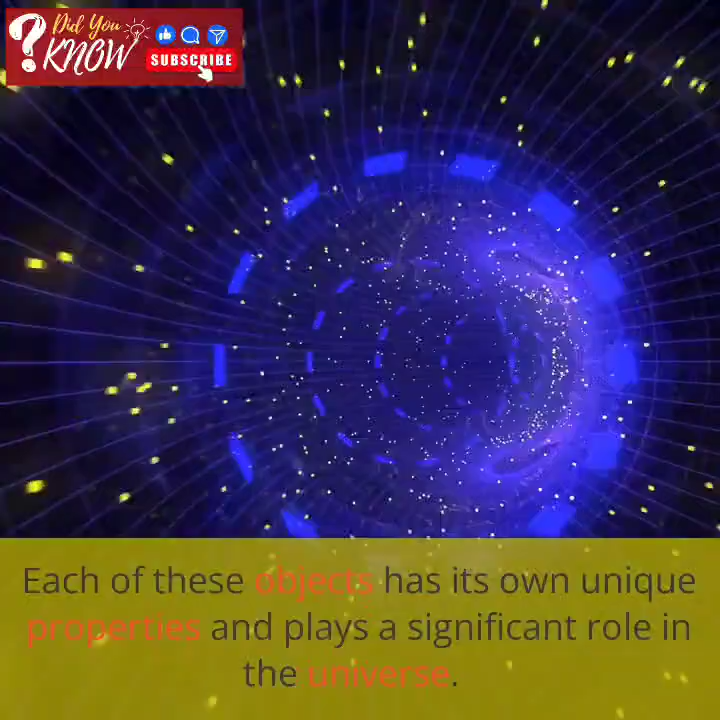 Did You
KNOW
SUBSCRIBE
Each of these objects has its own unique
properties and plays a significant role in
the universe.